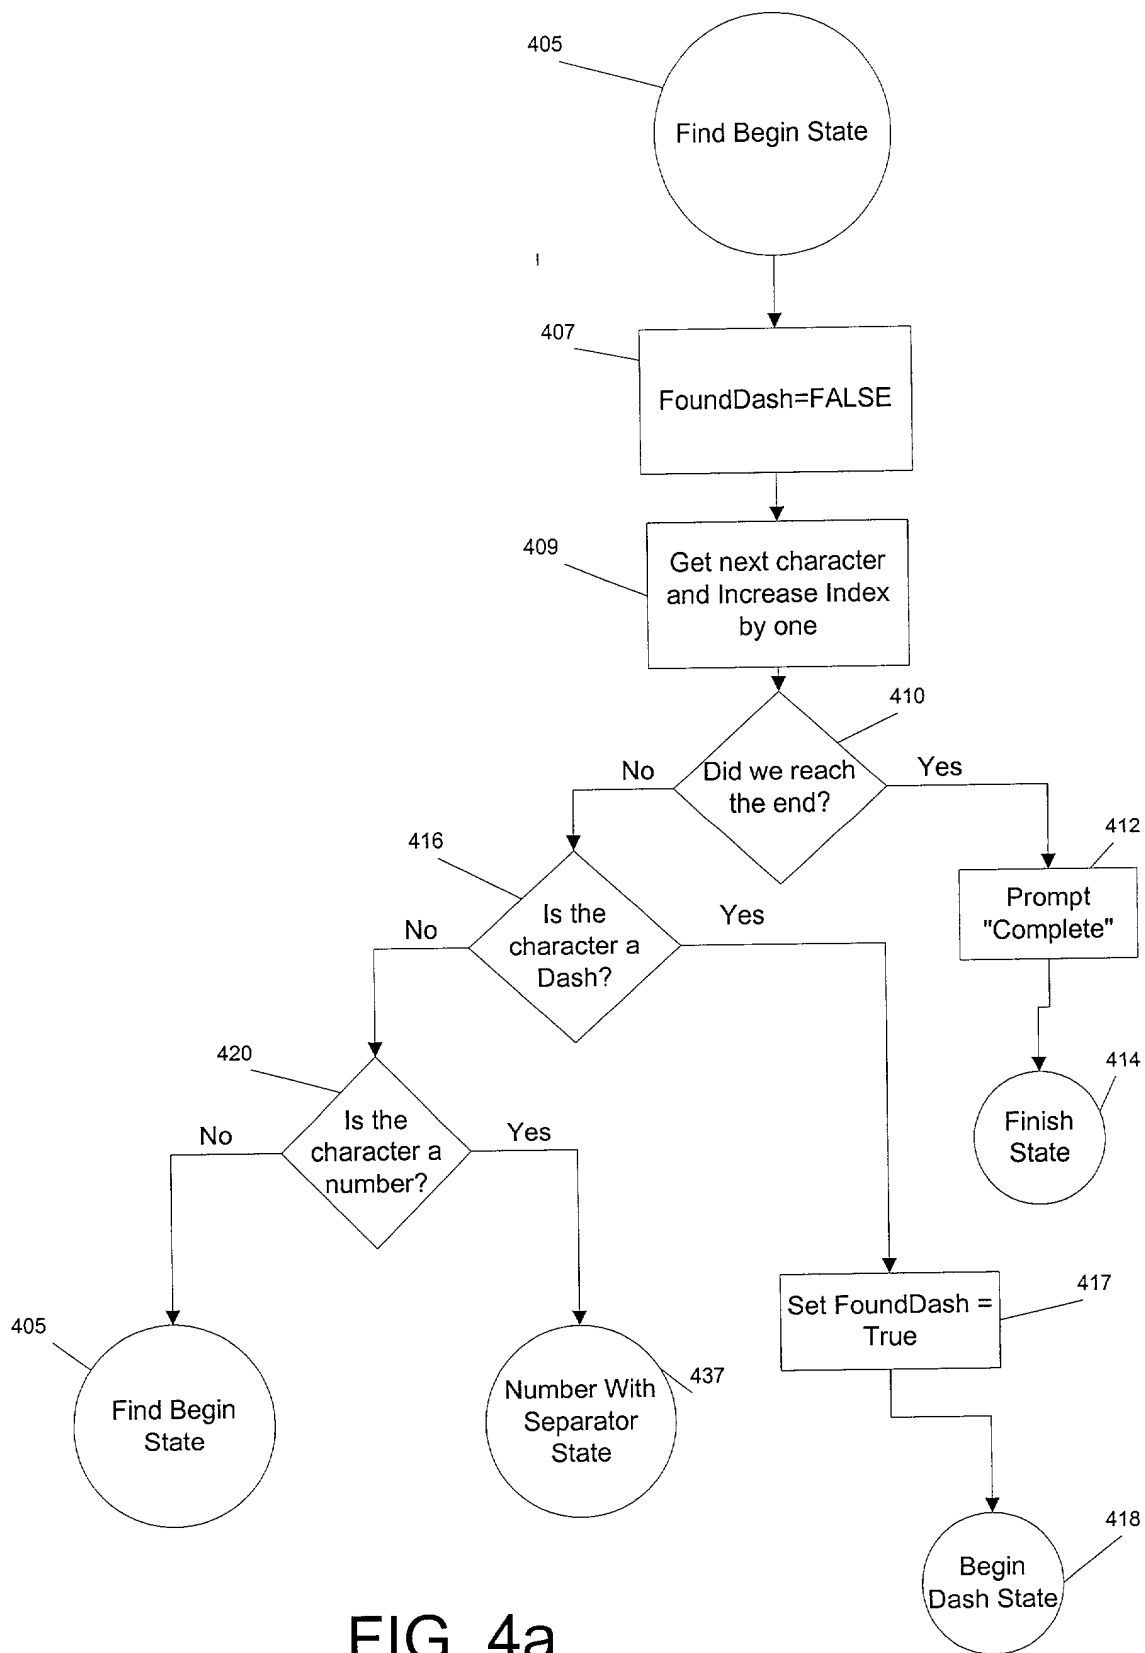 405
Find Begin State
407
FoundDash=FALSE
409
Get next character
and Increase Index
by one
410
No
Did we reach
the end?
Yes
412
Prompt
"Complete"
416
No
Is the
character a
Dash?
Yes
414
Finish
State
420
No
Is the
character a
number?
Yes
417
Set FoundDash =
True
405
Find Begin
State
437
Number With
Separator
State
418
Begin
Dash State
FIG. 4a